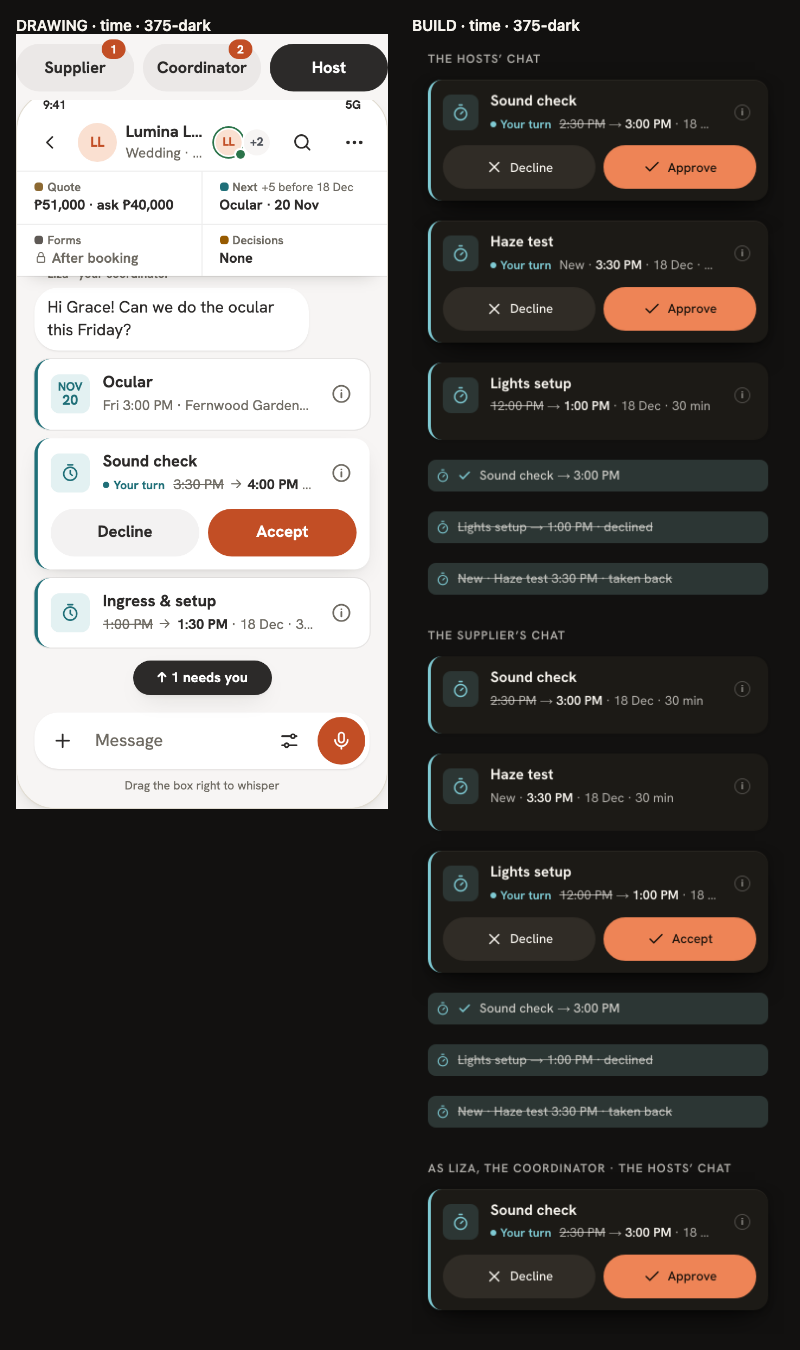 DRAWING · time · 375-dark
Supplier
1
Coordinator
2
Host
9:41
5G
LL
Lumina L...
Wedding · ...
LL
+2
Quote
₱51,000 · ask ₱40,000
Next +5 before 18 Dec
Ocular · 20 Nov
Forms
After booking
Decisions
None
Hi Grace! Can we do the ocular
this Friday?
NOV
20
Ocular
Fri 3:00 PM · Fernwood Garden...
Sound check
Your turn 3:30 PM → 4:00 PM ...
Decline
Accept
Ingress & setup
1:00 PM → 1:30 PM · 18 Dec · 3...
↑ 1 needs you
Message
Drag the box right to whisper
BUILD · time · 375-dark
THE HOSTS’ CHAT
Sound check
Your turn 2:30 PM → 3:00 PM · 18 ...
Decline
Approve
Haze test
Your turn New · 3:30 PM · 18 Dec · ...
Decline
Approve
Lights setup
12:00 PM → 1:00 PM · 18 Dec · 30 min
Sound check → 3:00 PM
Lights setup → 1:00 PM · declined
New · Haze test 3:30 PM · taken back
THE SUPPLIER’S CHAT
Sound check
2:30 PM → 3:00 PM · 18 Dec · 30 min
Haze test
New · 3:30 PM · 18 Dec · 30 min
Lights setup
Your turn 12:00 PM → 1:00 PM · 18 ...
Decline
Accept
Sound check → 3:00 PM
Lights setup → 1:00 PM · declined
New · Haze test 3:30 PM · taken back
AS LIZA, THE COORDINATOR · THE HOSTS’ CHAT
Sound check
Your turn 2:30 PM → 3:00 PM · 18 ...
Decline
Approve